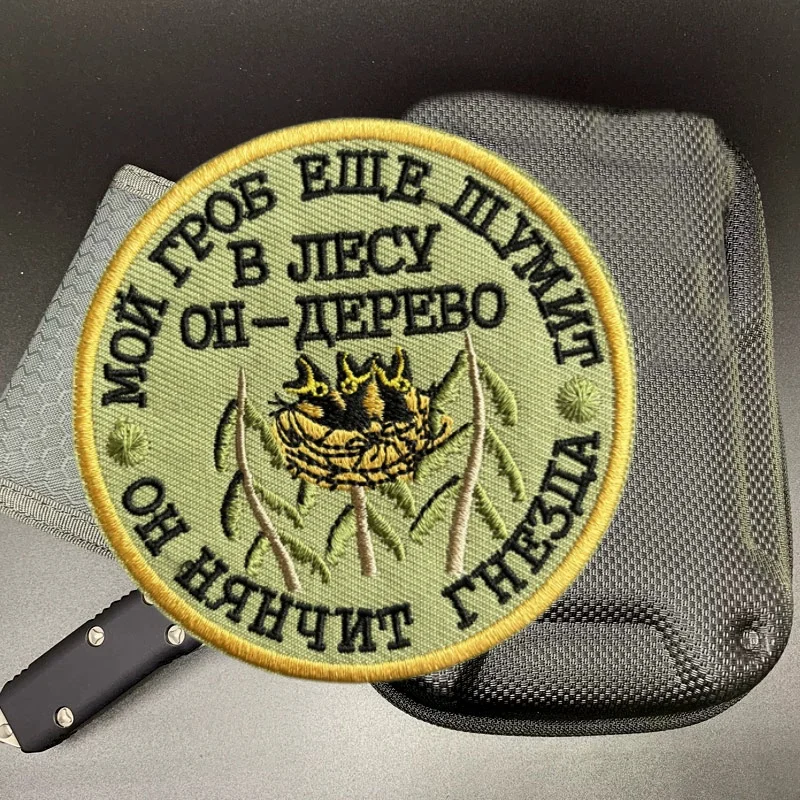 МОЙ ГРОБ ЕЩЕ ШУМИТ
В ЛЕСУ
ОН-ДЕРЕВО
ОН НЯНЧИТ ГНЕЗДА